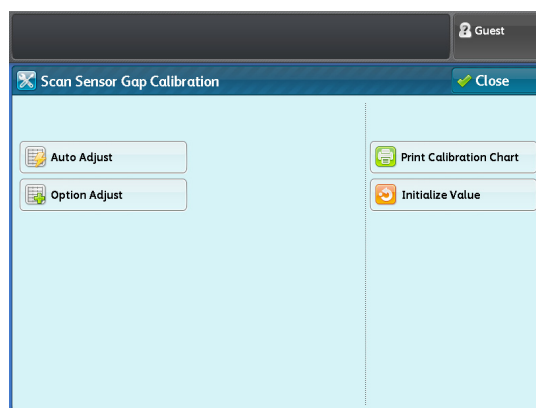 Guest
Scan Sensor Gap Calibration
Close
Auto Adjust
Print Calibration Chart
Option Adjust
Initialize Value